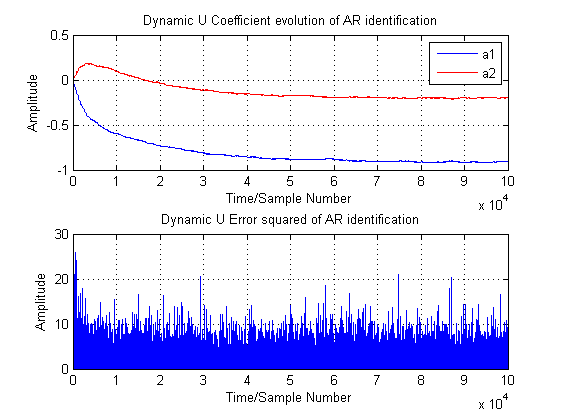 Dynamic U Coefficient evolution of AR identification
0.5
0
-0.5
-1
Amplitude
a1
a2
0 1 2 3 4 5 6 7 8 9 10
Time/Sample Number
x 10^4
Dynamic U Error squared of AR identification
30
20
10
0
Amplitude
0 1 2 3 4 5 6 7 8 9 10
Time/Sample Number
x 10^4